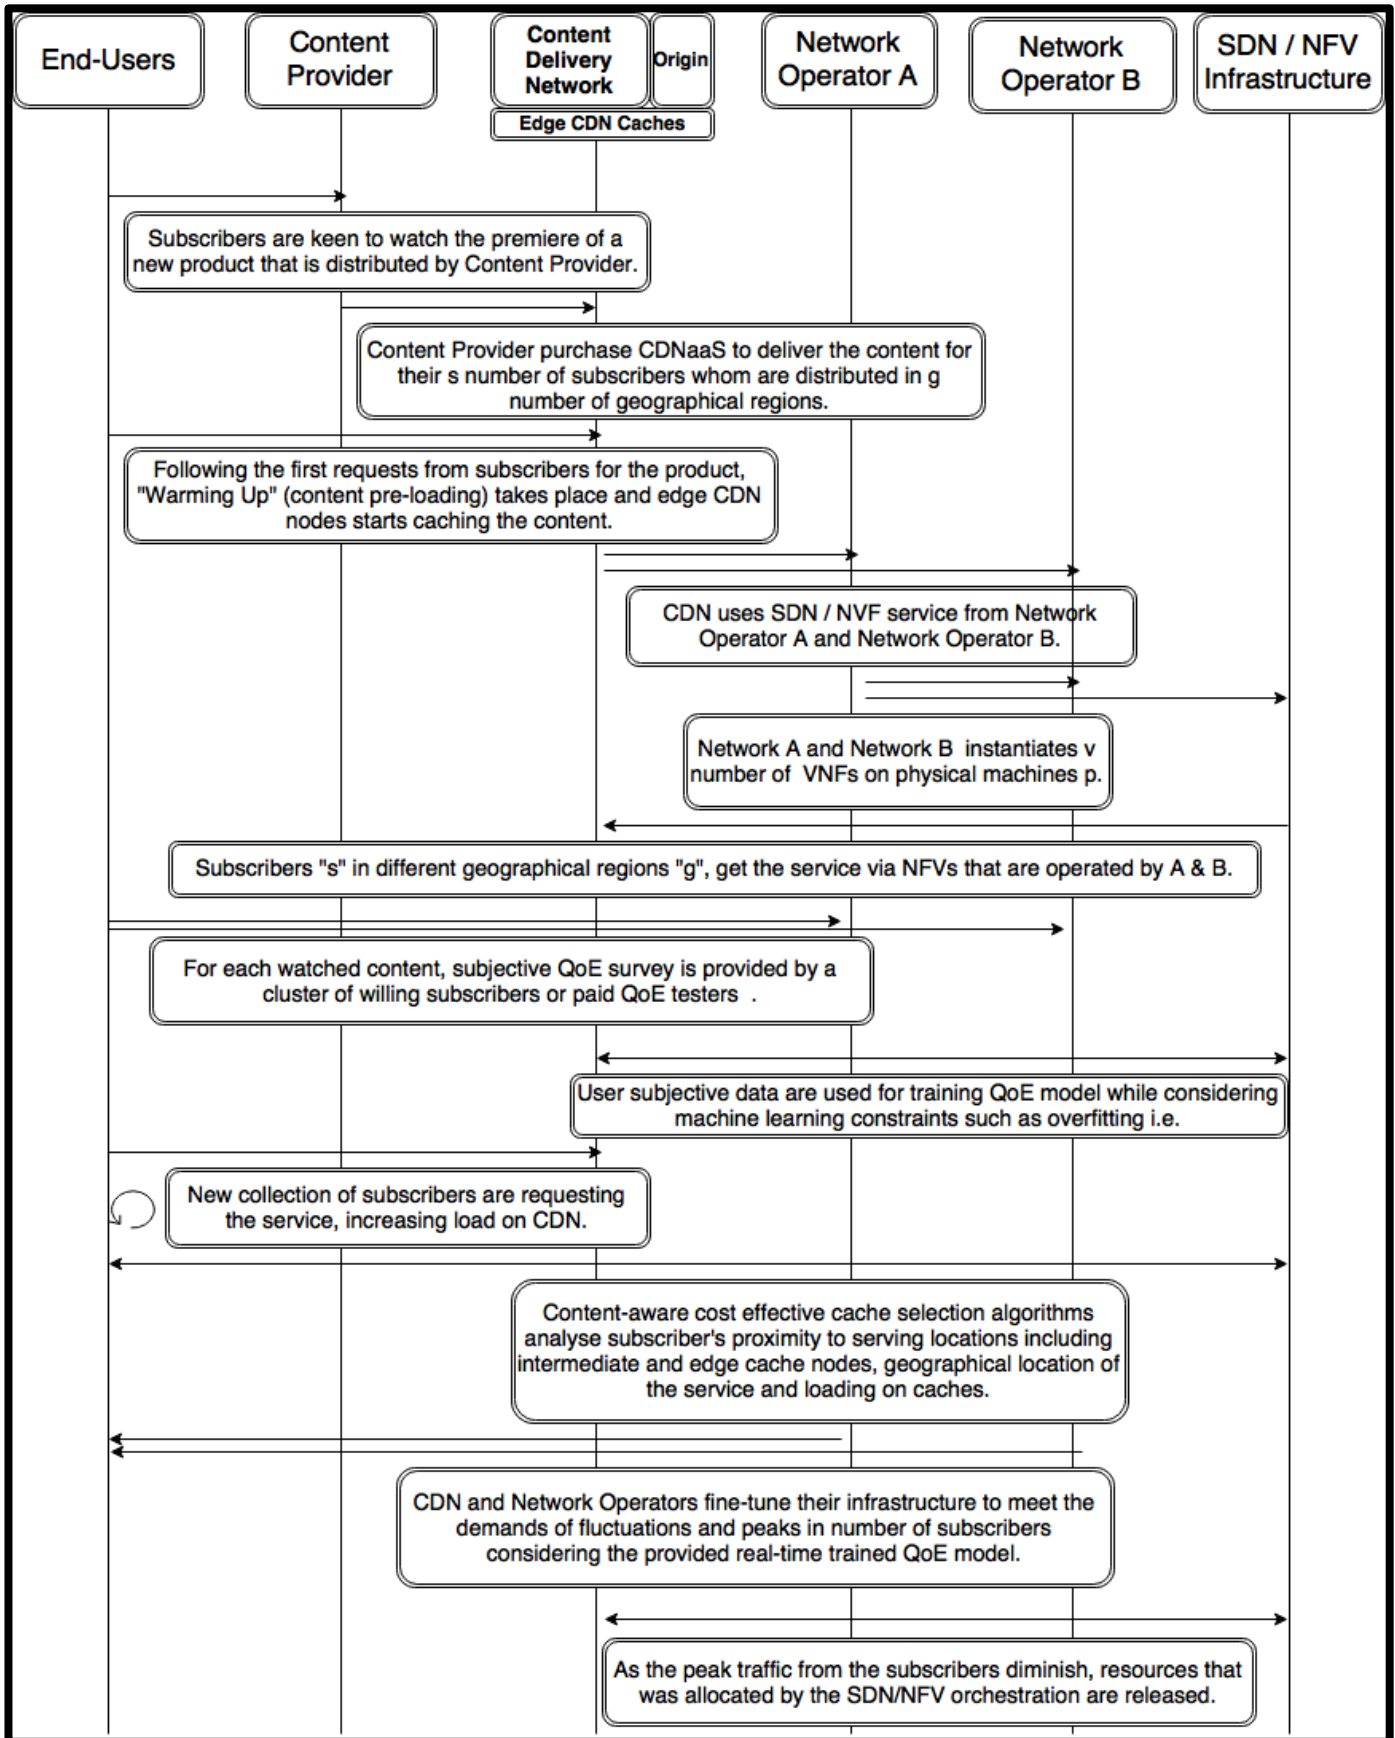 End-Users
Content
Provider
Content
Delivery
Network
Origin
Edge CDN Caches
Network
Operator A
Network
Operator B
SDN / NFV
Infrastructure
Subscribers are keen to watch the premiere of a
new product that is distributed by Content Provider.
Content Provider purchase CDNaaS to deliver the content for
their s number of subscribers whom are distributed in g
number of geographical regions.
Following the first requests from subscribers for the product,
"Warming Up" (content pre-loading) takes place and edge CDN
nodes starts caching the content.
CDN uses SDN / NVF service from Network
Operator A and Network Operator B.
Network A and Network B instantiates v
number of VNFs on physical machines p.
Subscribers "s" in different geographical regions "g", get the service via NFVs that are operated by A & B.
For each watched content, subjective QoE survey is provided by a
cluster of willing subscribers or paid QoE testers .
User subjective data are used for training QoE model while considering
machine learning constraints such as overfitting i.e.
New collection of subscribers are requesting
the service, increasing load on CDN.
Content-aware cost effective cache selection algorithms
analyse subscriber's proximity to serving locations including
intermediate and edge cache nodes, geographical location of
the service and loading on caches.
CDN and Network Operators fine-tune their infrastructure to meet the
demands of fluctuations and peaks in number of subscribers
considering the provided real-time trained QoE model.
As the peak traffic from the subscribers diminish, resources that
was allocated by the SDN/NFV orchestration are released.